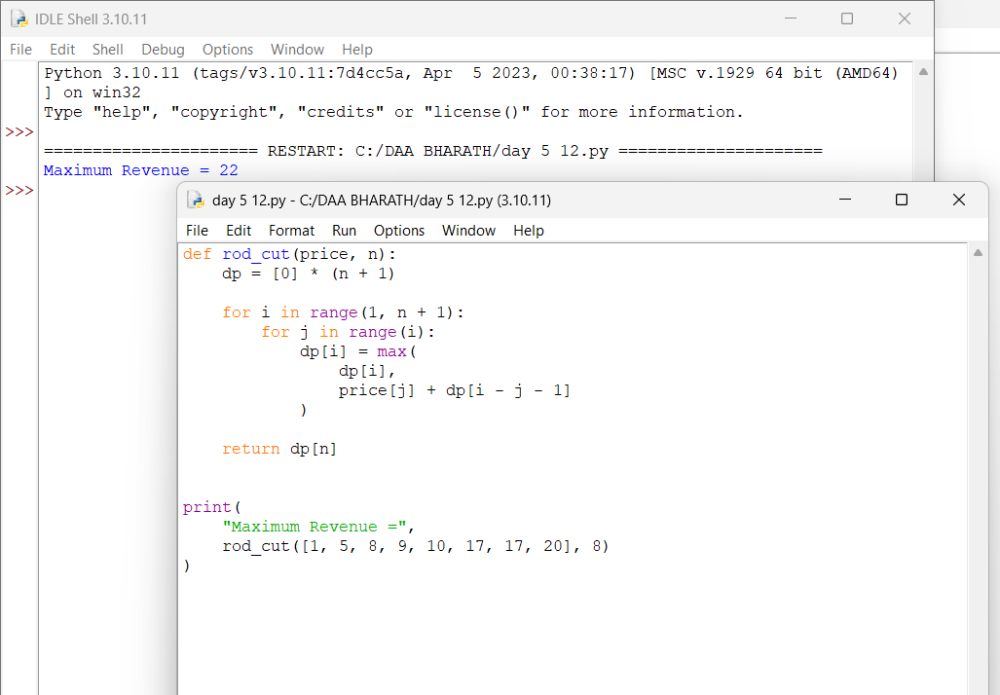 IDLE Shell 3.10.11
File Edit Shell Debug Options Window Help
Python 3.10.11 (tags/v3.10.11:7d4cc5a, Apr  5 2023, 00:38:17) [MSC v.1929 64 bit (AMD64)
] on win32
Type "help", "copyright", "credits" or "license()" for more information.
>>>
====================== RESTART: C:/DAA BHARATH/day 5 12.py =====================
Maximum Revenue = 22
>>>
day 5 12.py - C:/DAA BHARATH/day 5 12.py (3.10.11)
File Edit Format Run Options Window Help
def rod_cut(price, n):
    dp = [0] * (n + 1)
    for i in range(1, n + 1):
        for j in range(i):
            dp[i] = max(
                dp[i],
                price[j] + dp[i - j - 1]
            )
    return dp[n]
print(
    "Maximum Revenue =",
    rod_cut([1, 5, 8, 9, 10, 17, 17, 20], 8)
)